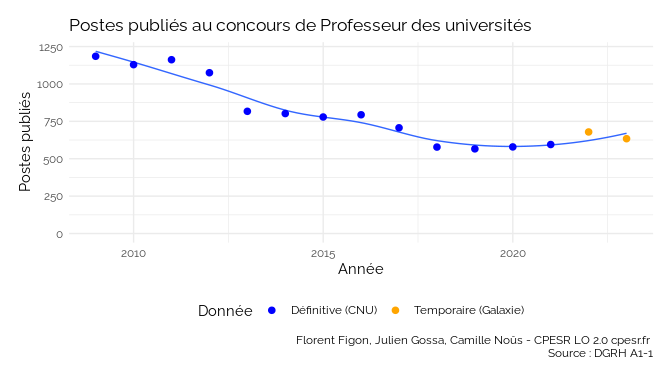 Postes publiés au concours de Professeur des universités
Postes publiés
1250
1000
750
500
250
0
2010
2015
2020
Année
Donnée
Définitive (CNU)
Temporaire (Galaxie)
Florent Figon, Julien Gossa, Camille Noûs - CPESR LO 2.0 cpesr.fr
Source : DGRH A1-1